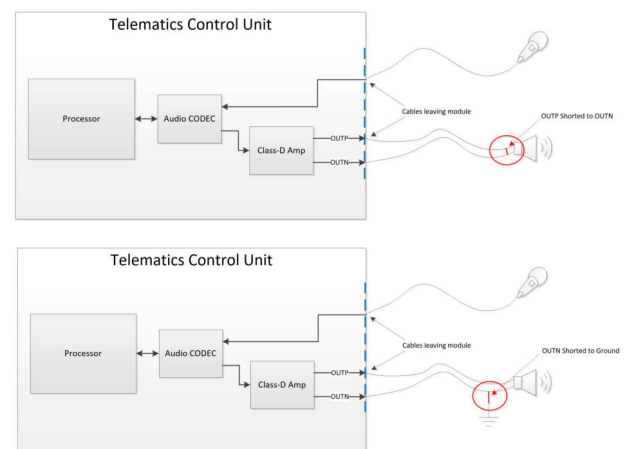 Telematics Control Unit
Processor
Audio CODEC
Class-D Amp
OUTP
OUTN
Cables leaving module
OUTP Shorted to OUTN
Telematics Control Unit
Processor
Audio CODEC
Class-D Amp
OUTP
OUTN
Cables leaving module
OUTN Shorted to Ground